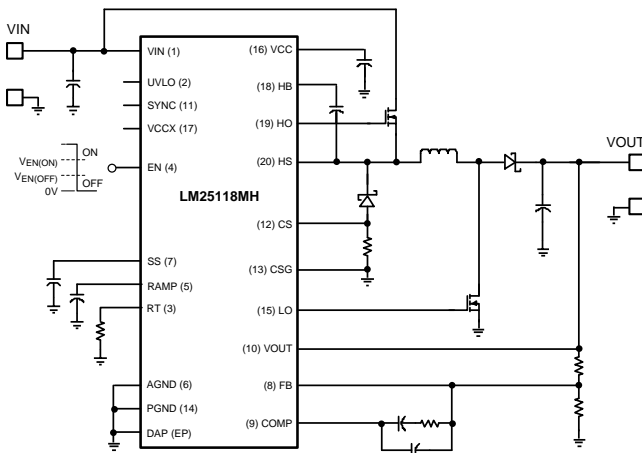 VIN
VIN (1)
UVLO (2)
SYNC (11)
VCCX (17)
EN (4)
VEN(ON)
VEN(OFF)
0V
ON
OFF
LM25118MH
SS (7)
RAMP (5)
RT (3)
AGND (6)
PGND (14)
DAP (EP)
(16) VCC
(18) HB
(19) HO
(20) HS
(12) CS
(13) CSG
(15) LO
(10) VOUT
(8) FB
(9) COMP
VOUT